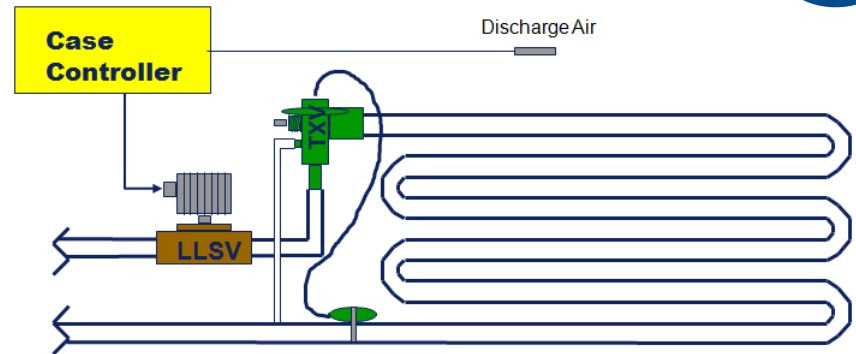 Case
Controller
Discharge Air
TXV
LLSV